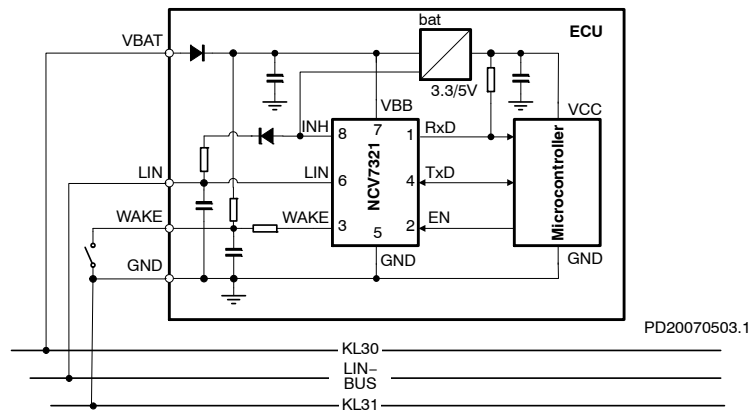 bat
ECU
VBAT
3.3/5V
VBB
VCC
INH
8
7
1
RxD
LIN
LIN
6
NCV7321
4
TxD
Microcontroller
WAKE
WAKE
3
5
2
EN
GND
GND
GND
PD20070503.1
KL30
LIN–
BUS
KL31